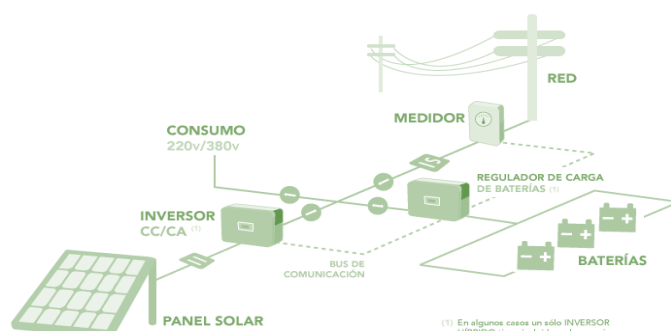 RED
MEDIDOR
CONSUMO
220v/380v
REGULADOR DE CARGA
DE BATERÍAS (1)
INVERSOR
CC/CA (1)
BUS DE
COMUNICACIÓN
BATERÍAS
PANEL SOLAR
(1) En algunos casos un sólo INVERSOR